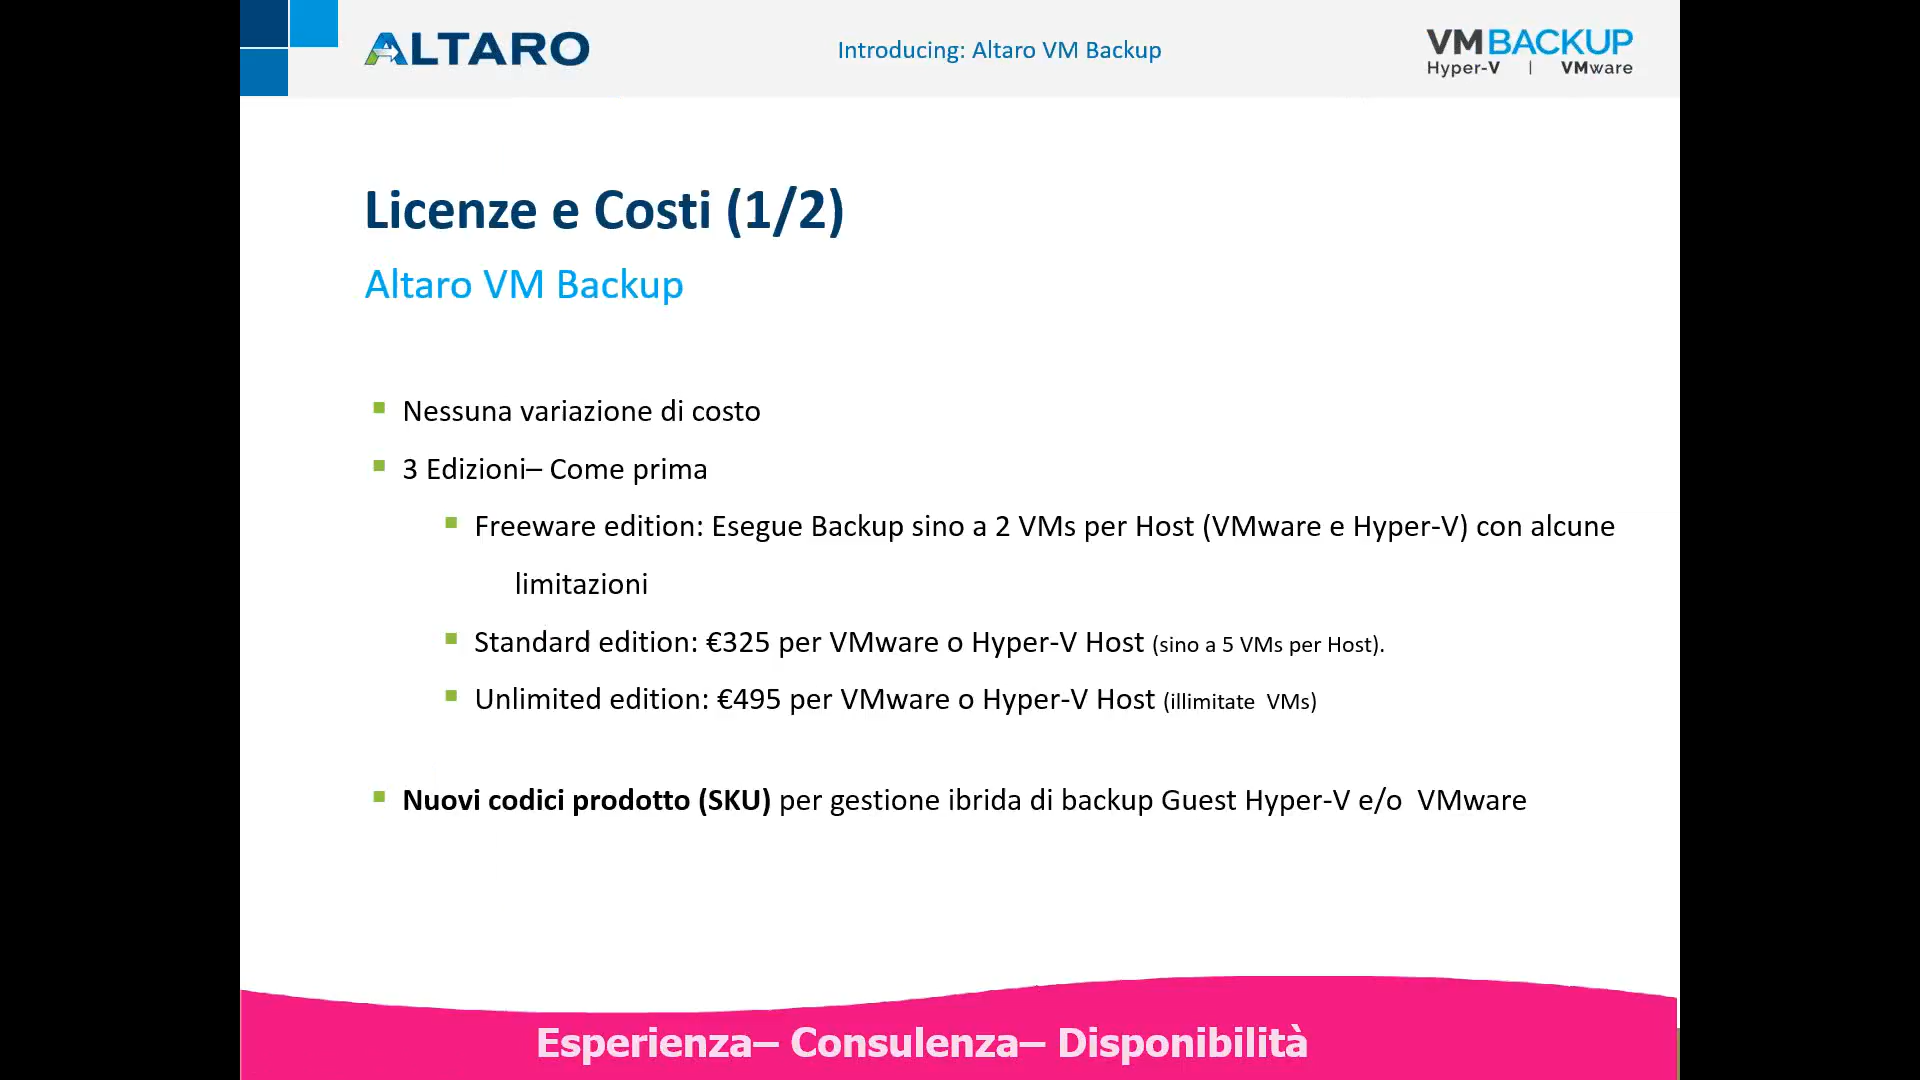 ALTARO
Introducing: Altaro VM Backup
VMBACKUP
Hyper-V | VMware
Licenze e Costi (1/2)
Altaro VM Backup
Nessuna variazione di costo
3 Edizioni– Come prima
Freeware edition: Esegue Backup sino a 2 VMs per Host (VMware e Hyper-V) con alcune
limitazioni
Standard edition: €325 per VMware o Hyper-V Host (sino a 5 VMs per Host).
Unlimited edition: €495 per VMware o Hyper-V Host (illimitate VMs)
Nuovi codici prodotto (SKU) per gestione ibrida di backup Guest Hyper-V e/o VMware
Esperienza– Consulenza– Disponibilità